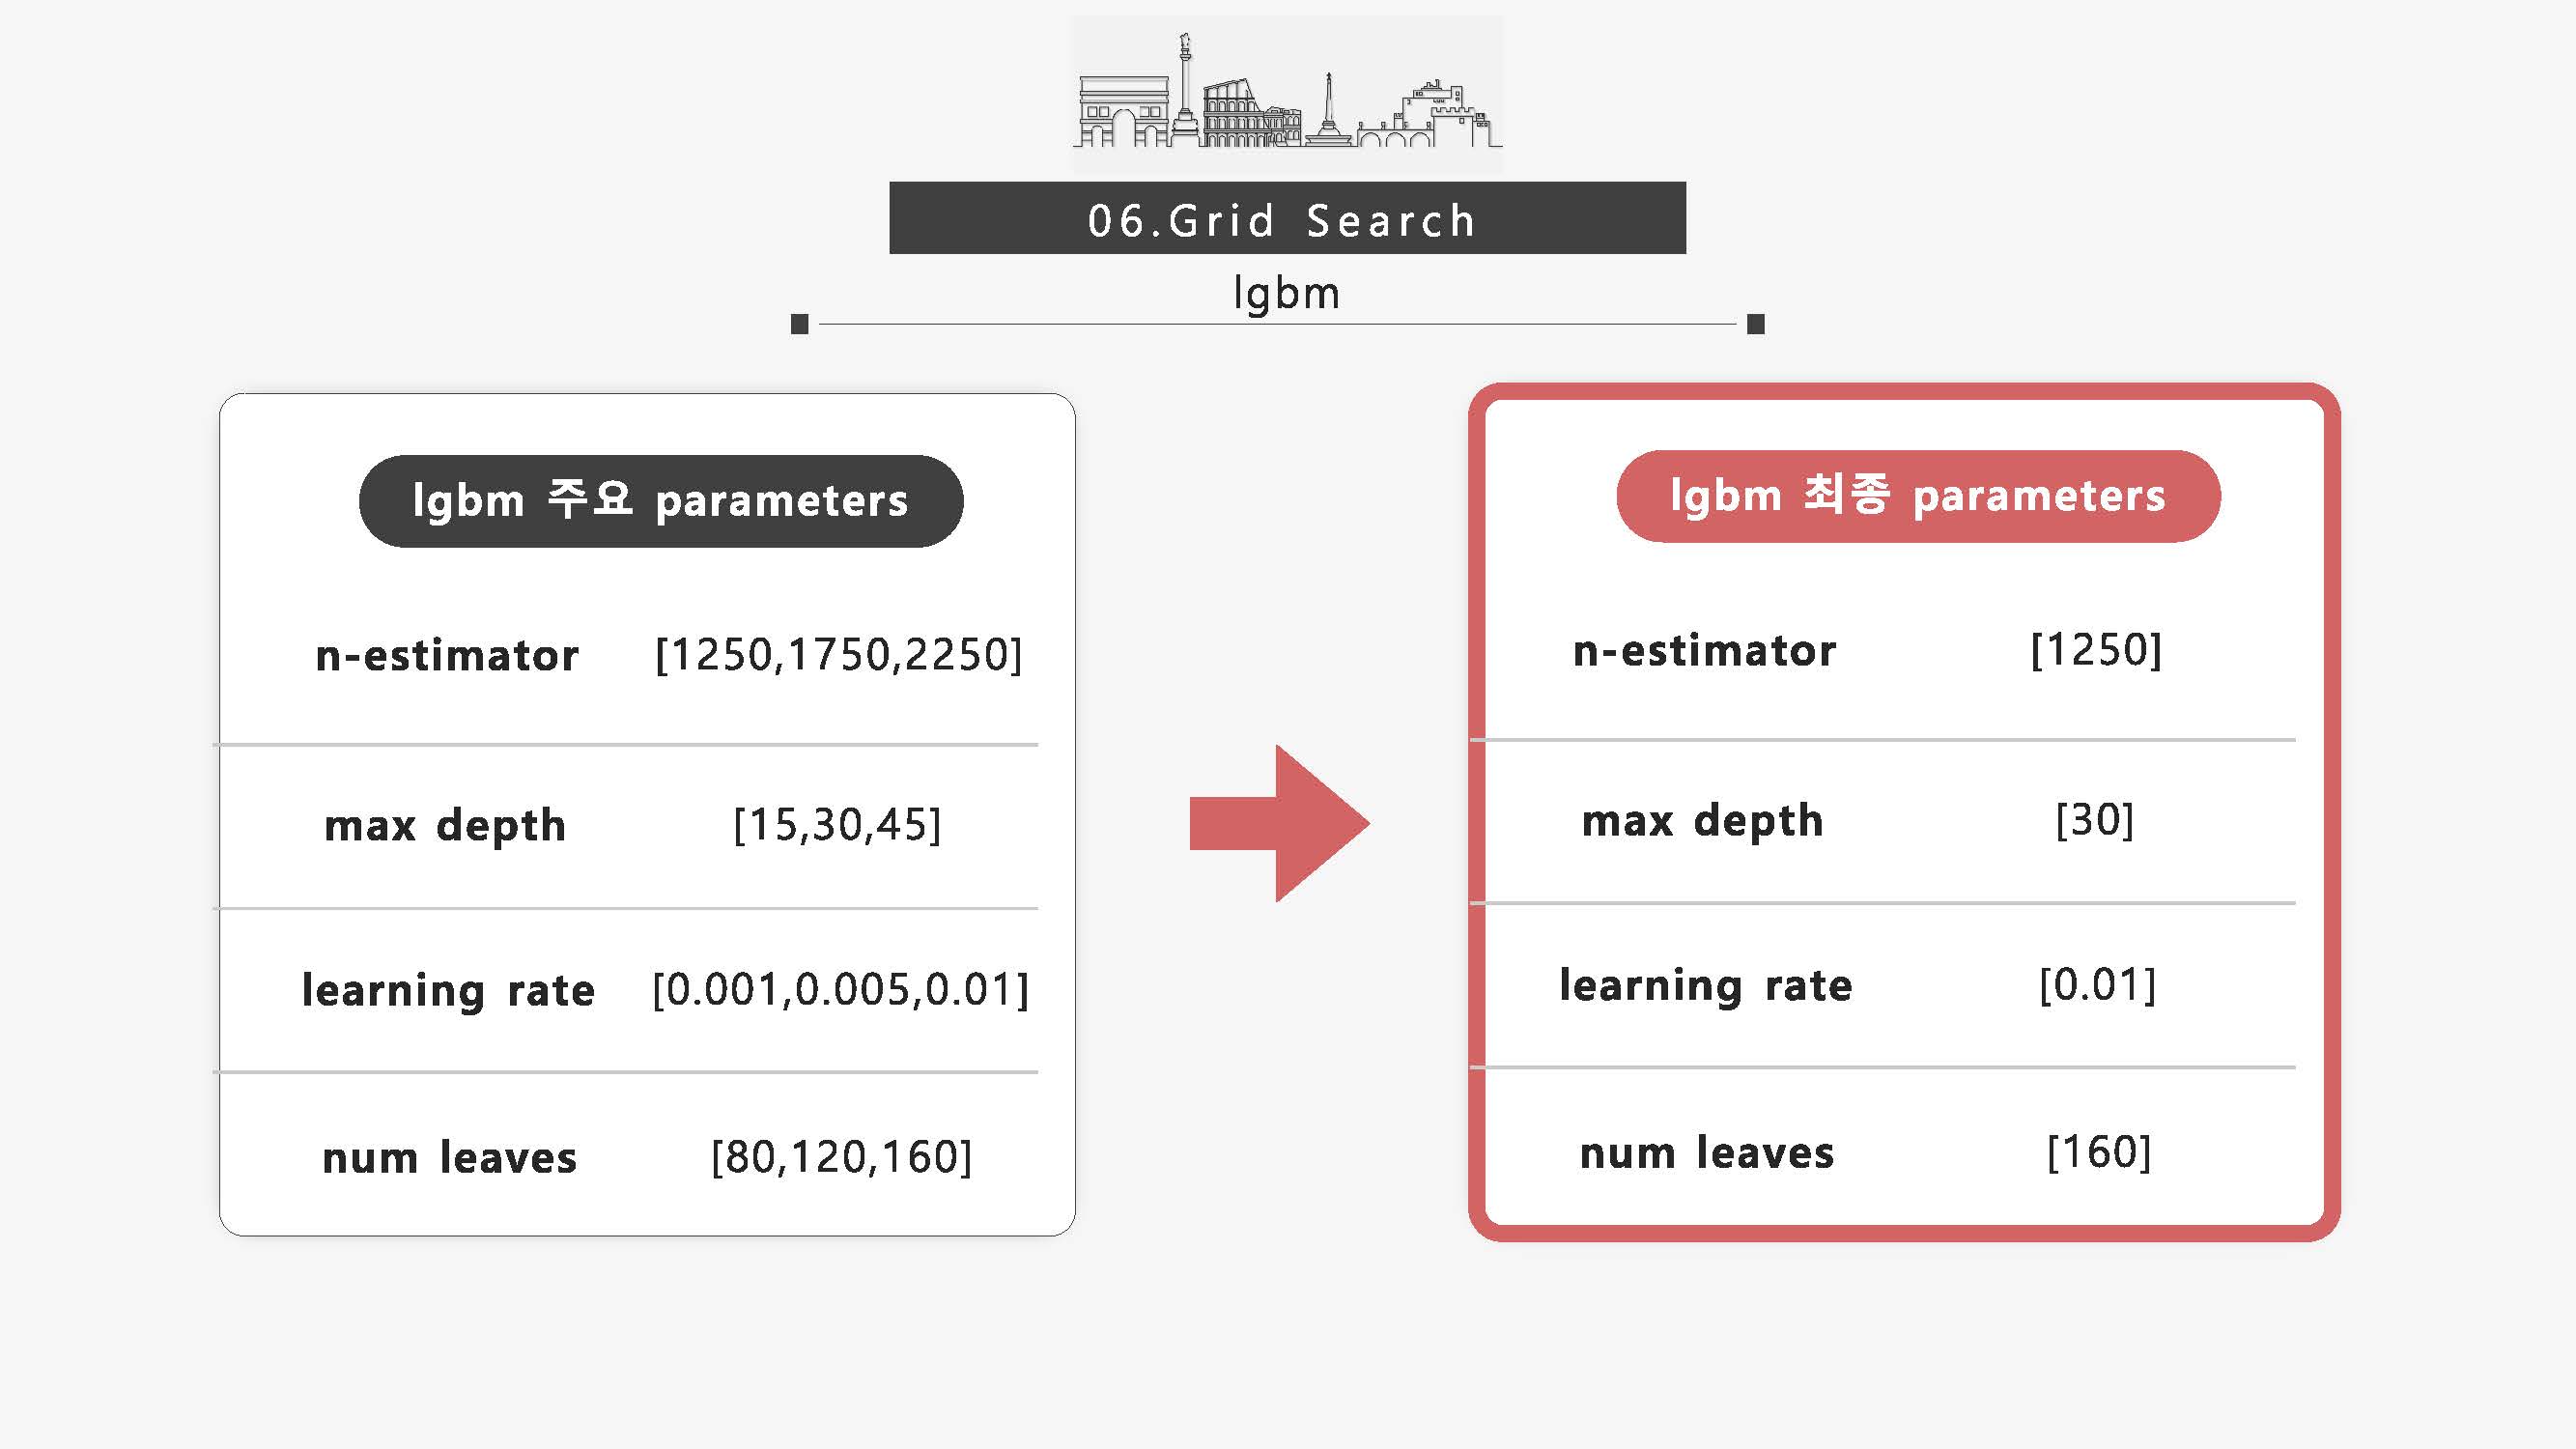 06.Grid Search
lgbm
lgbm 주요 parameters
n-estimator [1250,1750,2250]
max depth [15,30,45]
learning rate [0.001,0.005,0.01]
num leaves [80,120,160]
lgbm 최종 parameters
n-estimator [1250]
max depth [30]
learning rate [0.01]
num leaves [160]